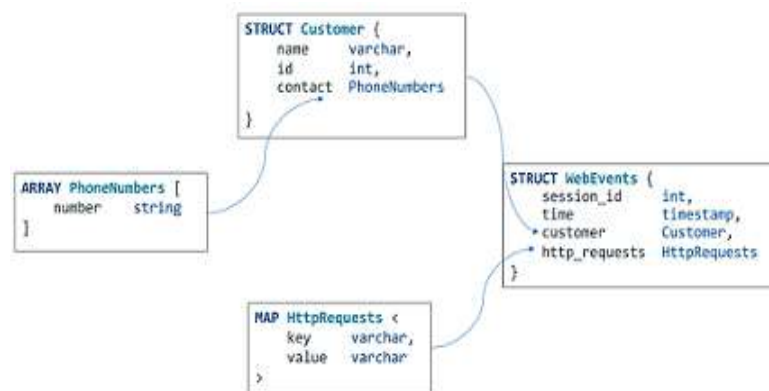 STRUCT Customer {
name varchar,
id int,
contact PhoneNumbers
}
ARRAY PhoneNumbers [
number string
]
STRUCT WebEvents {
session_id int,
time timestamp,
customer Customer,
http_requests HttpRequests
}
MAP HttpRequests <
key varchar,
value varchar
>